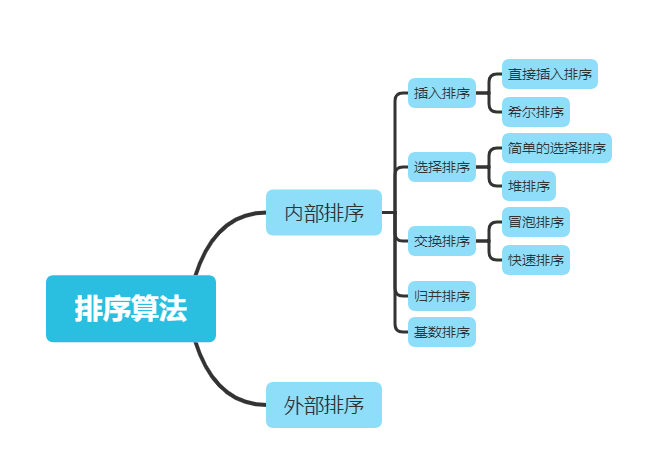 排序算法
内部排序
插入排序
直接插入排序
希尔排序
选择排序
简单的选择排序
堆排序
交换排序
冒泡排序
快速排序
归并排序
基数排序
外部排序